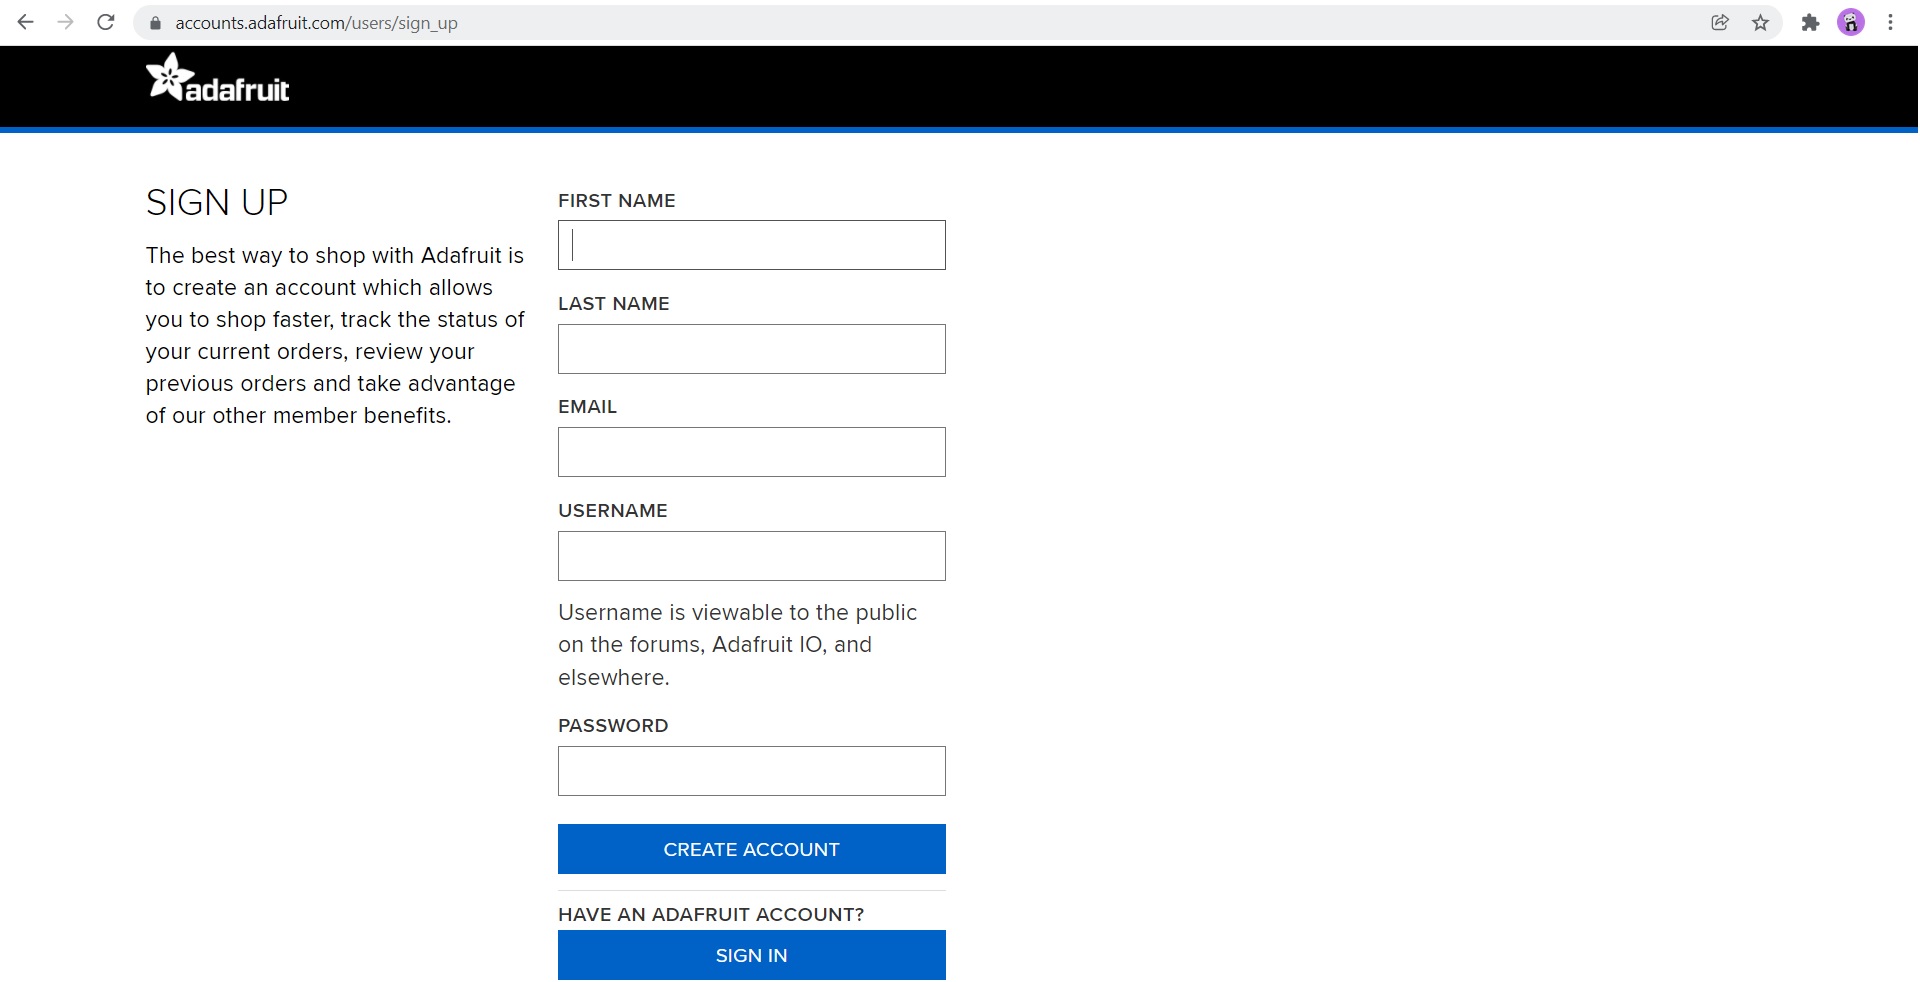 accounts.adafruit.com/users/sign_up
adafruit
SIGN UP
The best way to shop with Adafruit is
to create an account which allows
you to shop faster, track the status of
your current orders, review your
previous orders and take advantage
of our other member benefits.
FIRST NAME
LAST NAME
EMAIL
USERNAME
Username is viewable to the public
on the forums, Adafruit IO, and
elsewhere.
PASSWORD
CREATE ACCOUNT
HAVE AN ADAFRUIT ACCOUNT?
SIGN IN